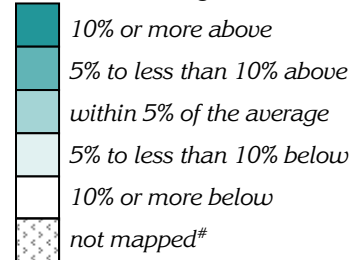 10% or more above
5% to less than 10% above
within 5% of the average
5% to less than 10% below
10% or more below
not mapped#